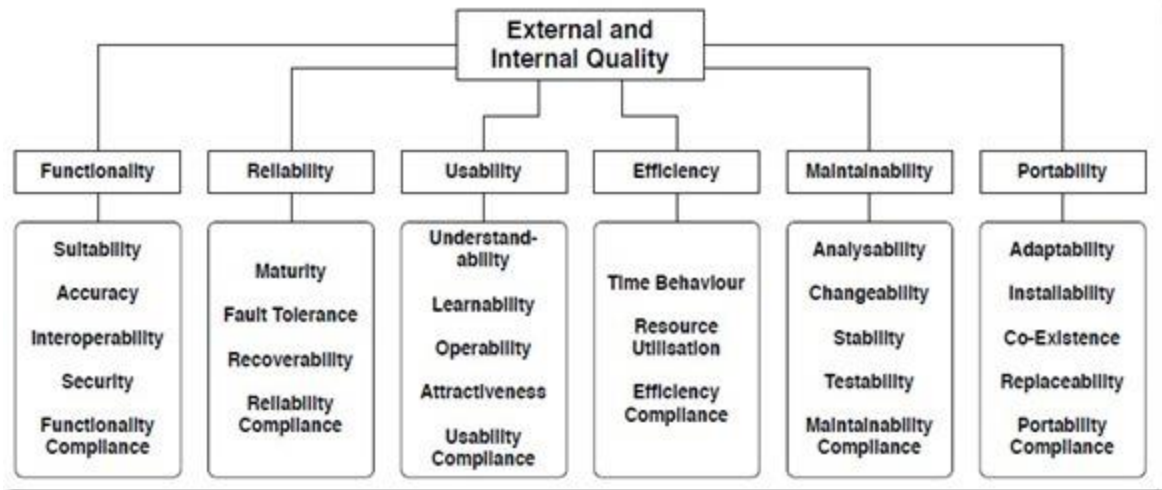 External and
Internal Quality
Functionality
Reliability
Usability
Efficiency
Maintainability
Portability
Suitability
Accuracy
Interoperability
Security
Functionality
Compliance
Maturity
Fault Tolerance
Recoverability
Reliability
Compliance
Understand-
ability
Learnability
Operability
Attractiveness
Usability
Compliance
Time Behaviour
Resource
Utilisation
Efficiency
Compliance
Analysability
Changeability
Stability
Testability
Maintainability
Compliance
Adaptability
Installability
Co-Existence
Replaceability
Portability
Compliance